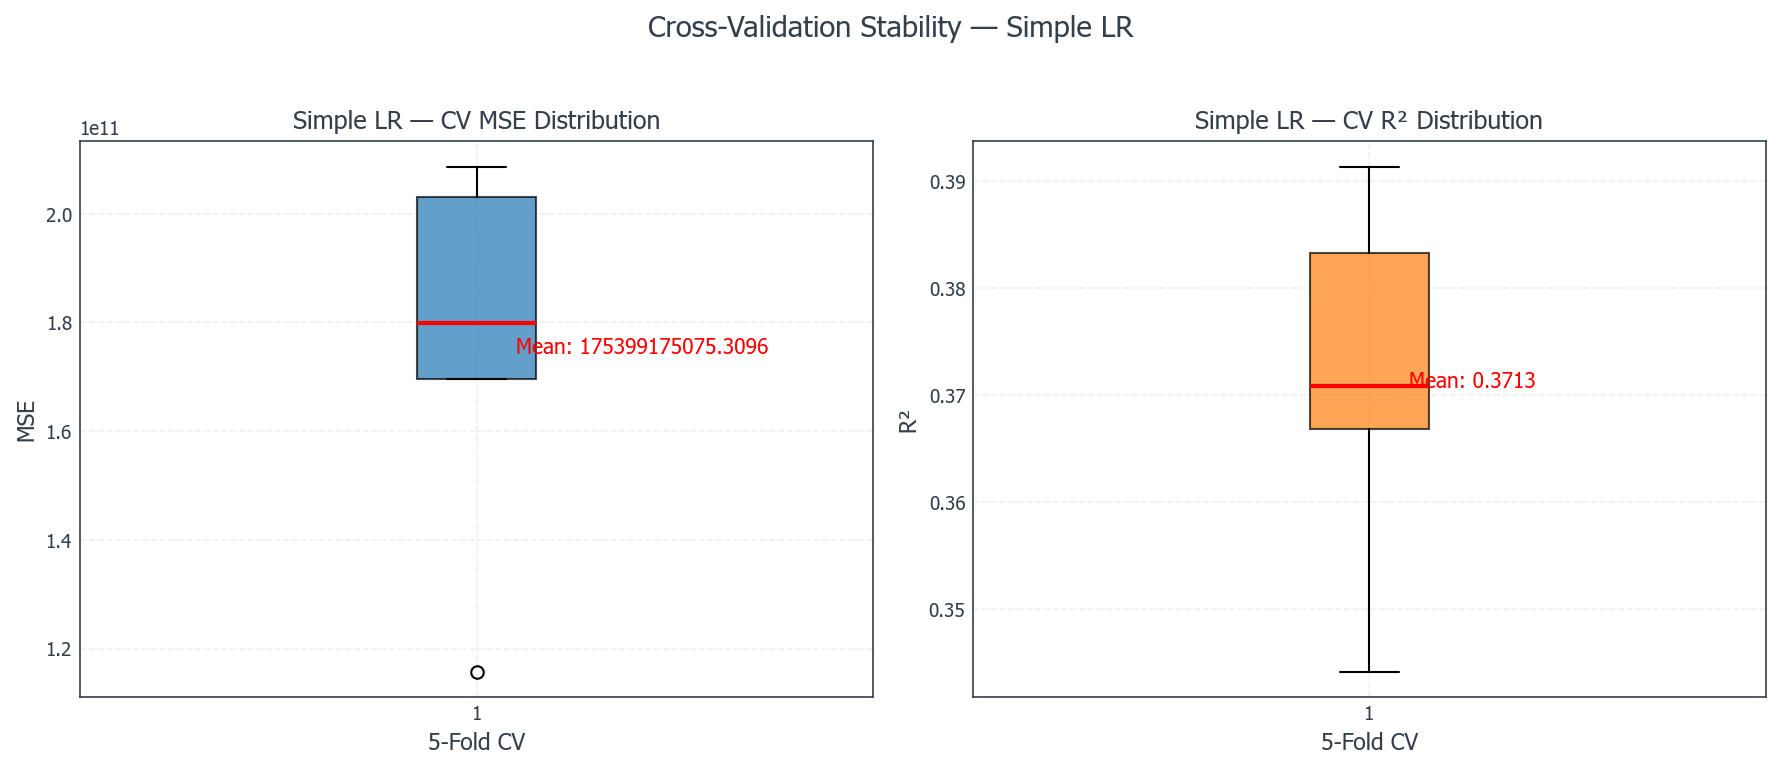 Cross-Validation Stability — Simple LR
Simple LR — CV MSE Distribution
1e11
2.0
1.8
1.6
1.4
1.2
MSE
Mean: 175399175075.3096
1
5-Fold CV
Simple LR — CV R² Distribution
0.39
0.38
0.37
0.36
0.35
R²
Mean: 0.3713
1
5-Fold CV